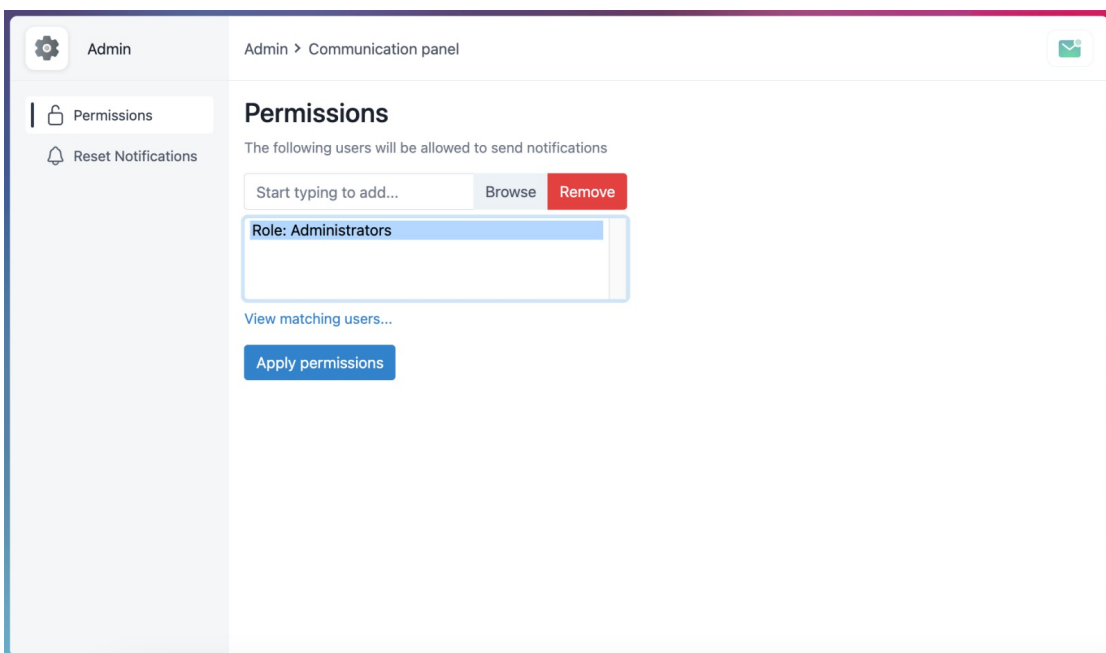 Admin
Admin > Communication panel
Permissions
Reset Notifications
Permissions
The following users will be allowed to send notifications
Start typing to add...
Browse
Remove
Role: Administrators
View matching users...
Apply permissions